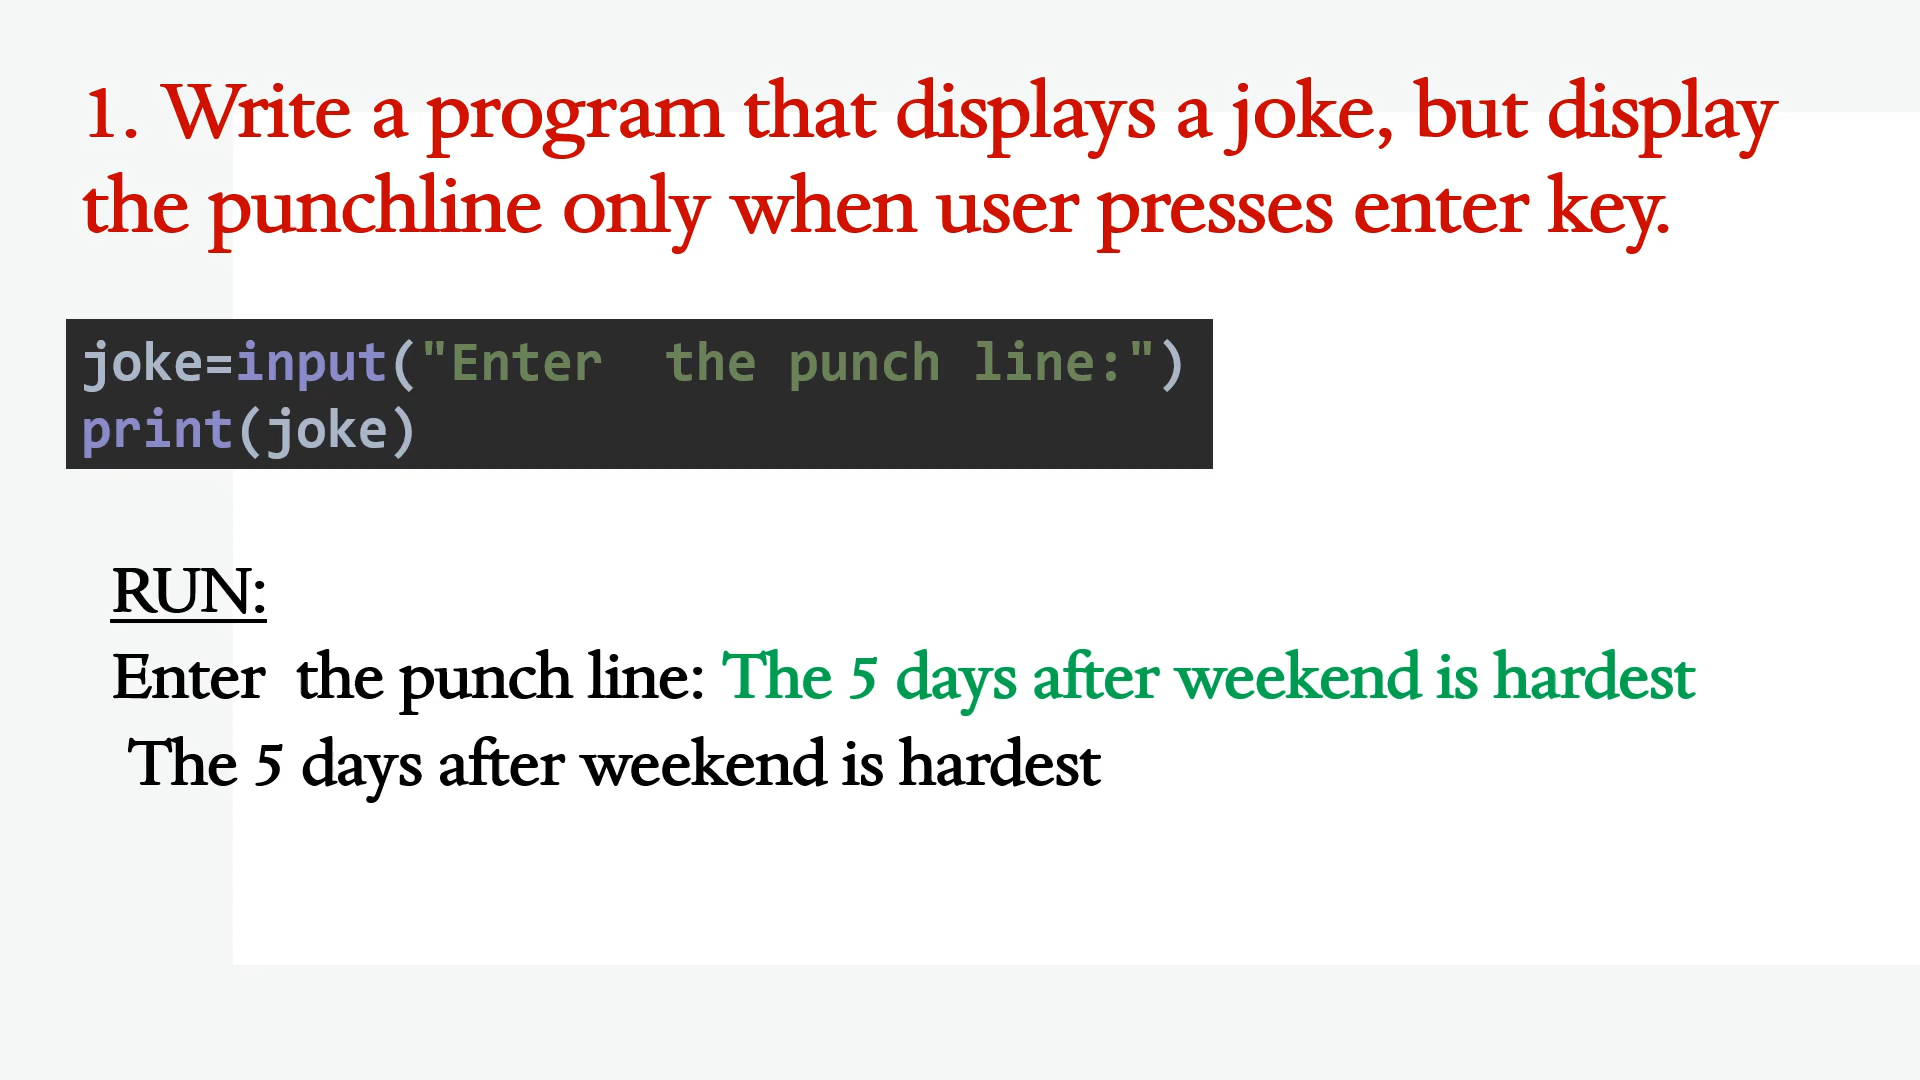 1. Write a program that displays a joke, but display
the punchline only when user presses enter key.
joke=input("Enter  the punch line:")
print(joke)
RUN:
Enter  the punch line: The 5 days after weekend is hardest
The 5 days after weekend is hardest